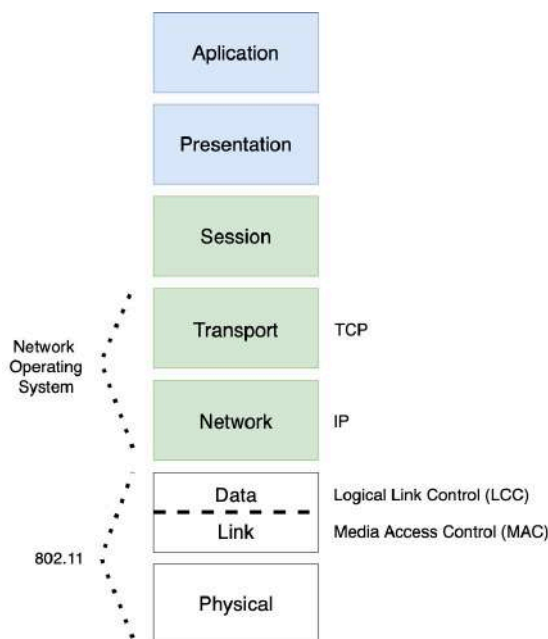 Aplication
Presentation
Session
Transport
TCP
Network
Operating
System
Network
IP
Data
Logical Link Control (LCC)
Link
Media Access Control (MAC)
802.11
Physical